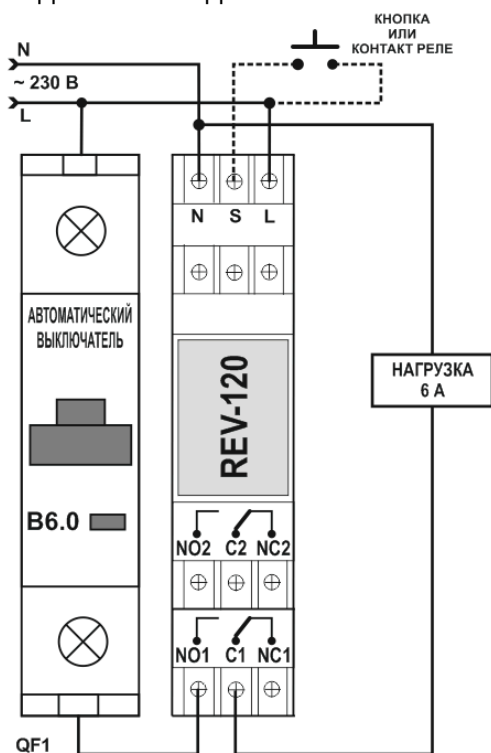 КНОПКА
ИЛИ
КОНТАКТ РЕЛЕ
N
~ 230 В
L
N S L
АВТОМАТИЧЕСКИЙ
ВЫКЛЮЧАТЕЛЬ
REV-120
НАГРУЗКА
6 А
В6.0
NO2 C2 NC2
NO1 C1 NC1
QF1